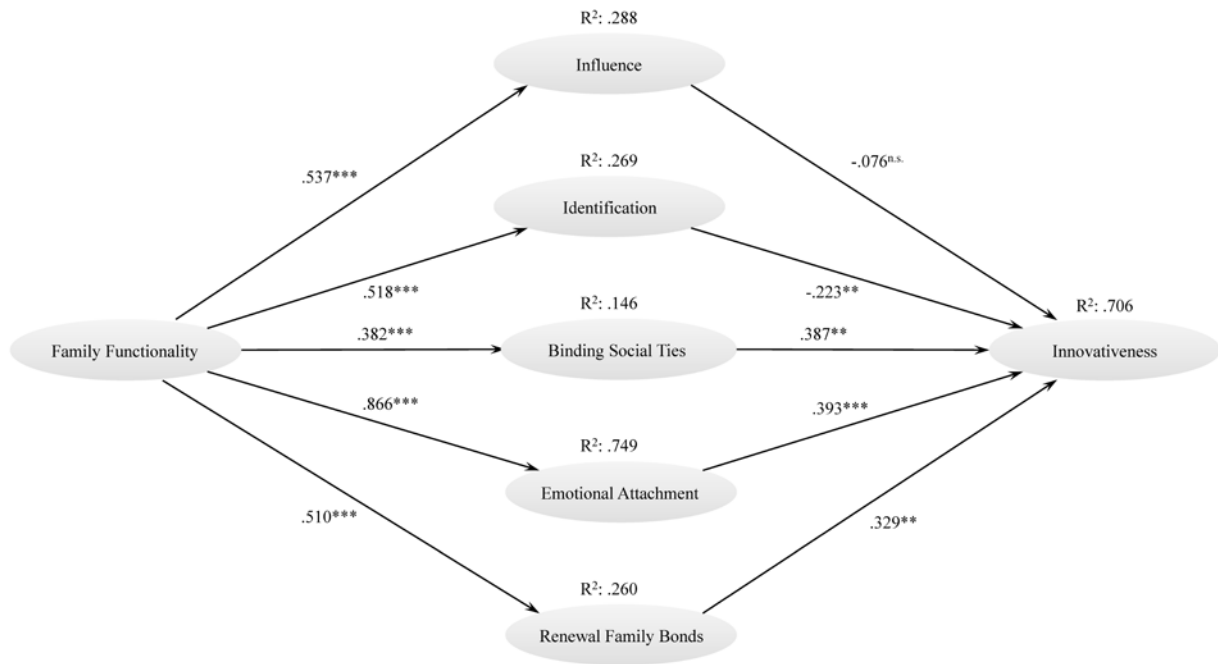 R²: .288
Influence
.537***
-.076ⁿ·ˢ·
R²: .269
Identification
.518***
-.223**
R²: .146
R²: .706
.382***
.387**
Family Functionality
Binding Social Ties
Innovativeness
.866***
.393***
R²: .749
Emotional Attachment
.510***
.329**
R²: .260
Renewal Family Bonds